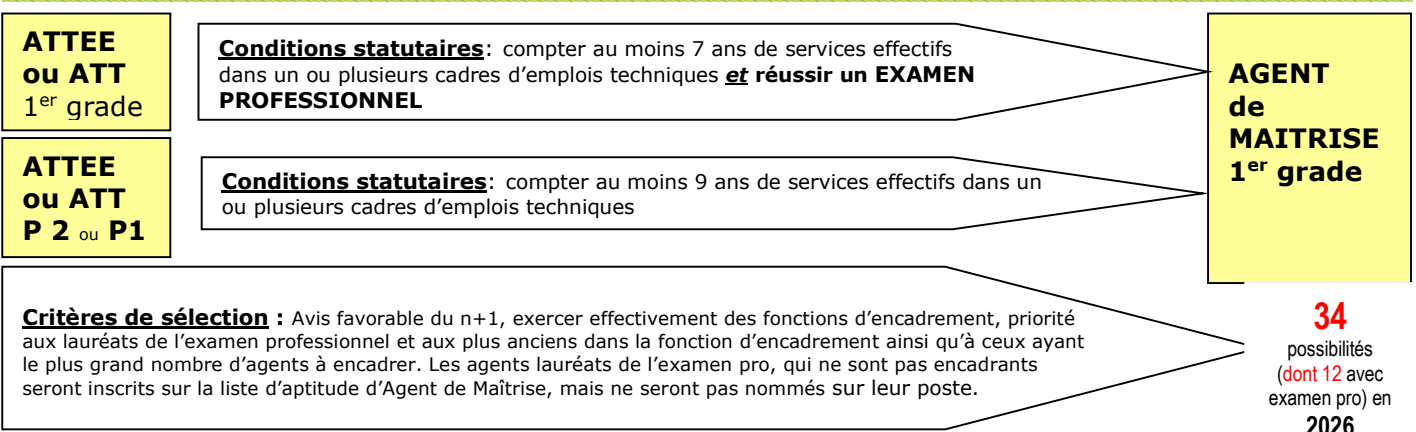 ATTEE
ou ATT
1er grade
Conditions statutaires: compter au moins 7 ans de services effectifs
dans un ou plusieurs cadres d’emplois techniques et réussir un EXAMEN
PROFESSIONNEL
AGENT
de
MAITRISE
1er grade
ATTEE
ou ATT
P 2 ou P1
Conditions statutaires: compter au moins 9 ans de services effectifs dans un
ou plusieurs cadres d’emplois techniques
Critères de sélection : Avis favorable du n+1, exercer effectivement des fonctions d’encadrement, priorité
aux lauréats de l’examen professionnel et aux plus anciens dans la fonction d’encadrement ainsi qu’à ceux ayant
le plus grand nombre d’agents à encadrer. Les agents lauréats de l’examen pro, qui ne sont pas encadrants
seront inscrits sur la liste d’aptitude d’Agent de Maîtrise, mais ne seront pas nommés sur leur poste.
34
possibilités
(dont 12 avec
examen pro) en
2026